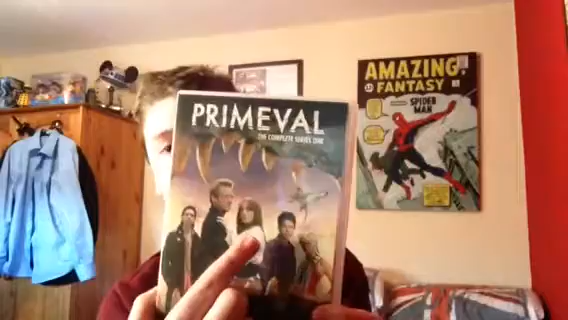 PRIMEVAL
THE COMPLETE SERIES ONE
AMAZING
FANTASY
SPIDER
MAN